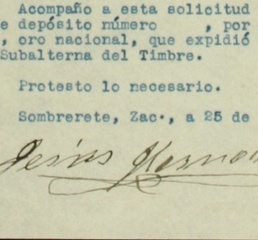 Acompaño a esta solicitud
e depósito número , por
, oro nacional, que expidió
Subalterna del Timbre.
Protesto lo necesario.
Sombrerete, Zac., a 25 de
Jesús